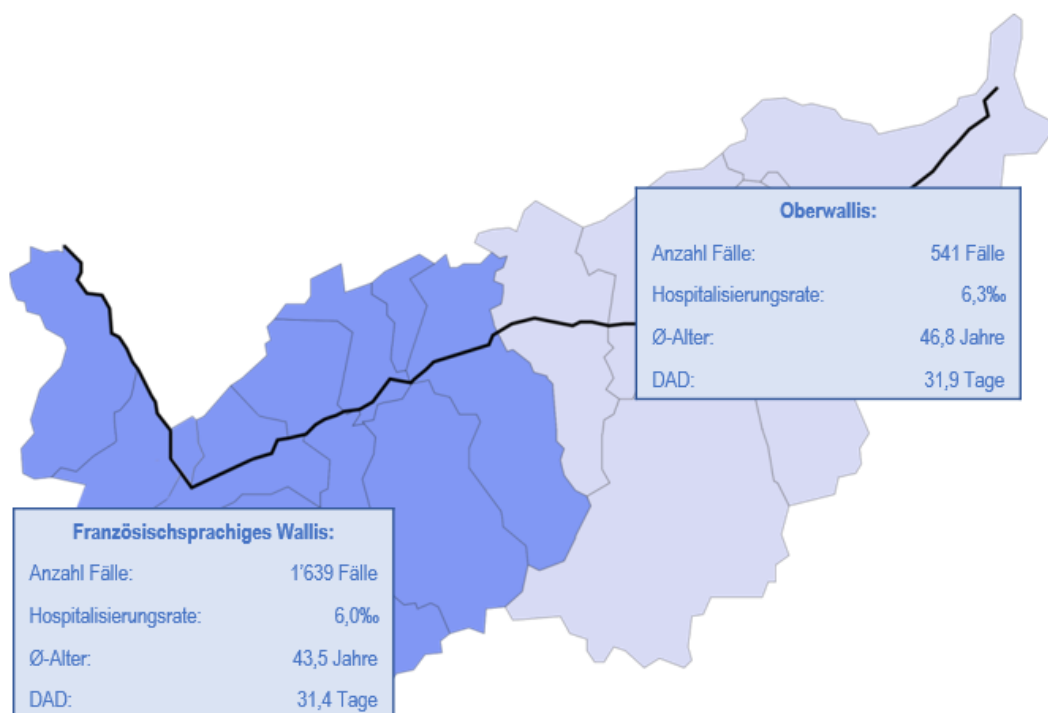 Oberwallis:
Anzahl Fälle: 541 Fälle
Hospitalisierungsrate: 6,3‰
Ø-Alter: 46,8 Jahre
DAD: 31,9 Tage
Französischsprachiges Wallis:
Anzahl Fälle: 1'639 Fälle
Hospitalisierungsrate: 6,0‰
Ø-Alter: 43,5 Jahre
DAD: 31,4 Tage